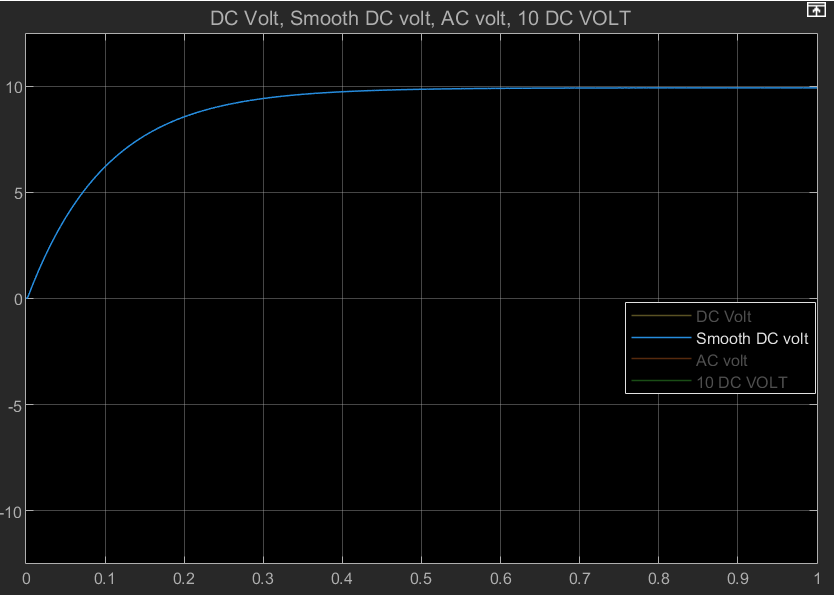 DC Volt, Smooth DC volt, AC volt, 10 DC VOLT
10
5
0
-5
-10
DC Volt
Smooth DC volt
AC volt
10 DC VOLT
0 0.1 0.2 0.3 0.4 0.5 0.6 0.7 0.8 0.9 1